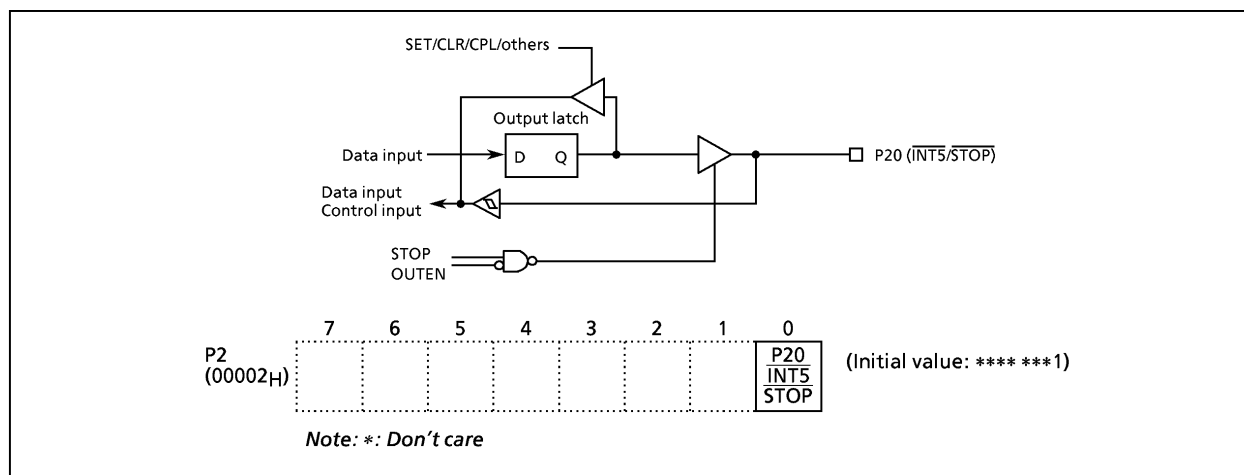 SET/CLR/CPL/others
Output latch
Data input
D Q
P20 (INT5/STOP)
Data input
Control input
STOP
OUTEN
7 6 5 4 3 2 1 0
P2
(00002H)
P20
INT5
STOP
(Initial value: **** ***1)
Note: *: Don't care